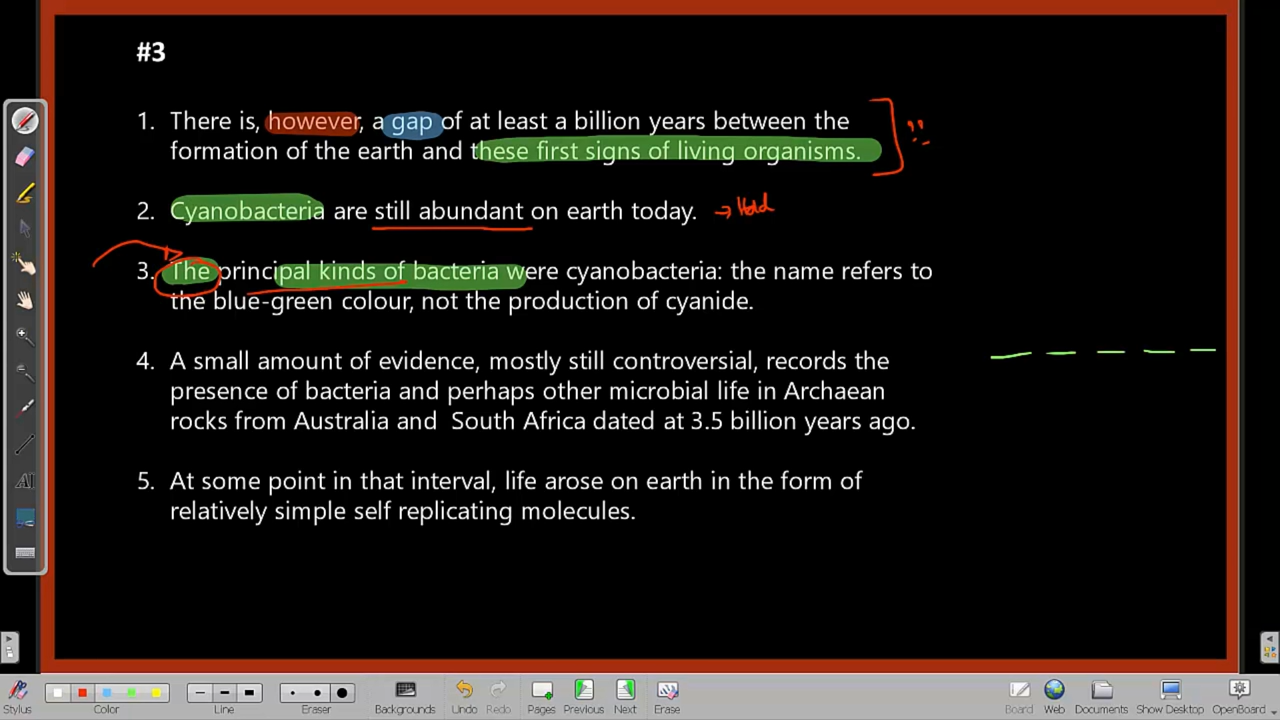 #3
1. There is, however, a gap of at least a billion years between the
formation of the earth and these first signs of living organisms.
2. Cyanobacteria are still abundant on earth today. → Hold
3. The principal kinds of bacteria were cyanobacteria: the name refers to
the blue-green colour, not the production of cyanide.
4. A small amount of evidence, mostly still controversial, records the
presence of bacteria and perhaps other microbial life in Archaean
rocks from Australia and South Africa dated at 3.5 billion years ago.
5. At some point in that interval, life arose on earth in the form of
relatively simple self replicating molecules.
AI
Stylus Color Line Eraser Backgrounds Undo Redo Pages Previous Next Erase Board Web Documents Show Desktop OpenBoard